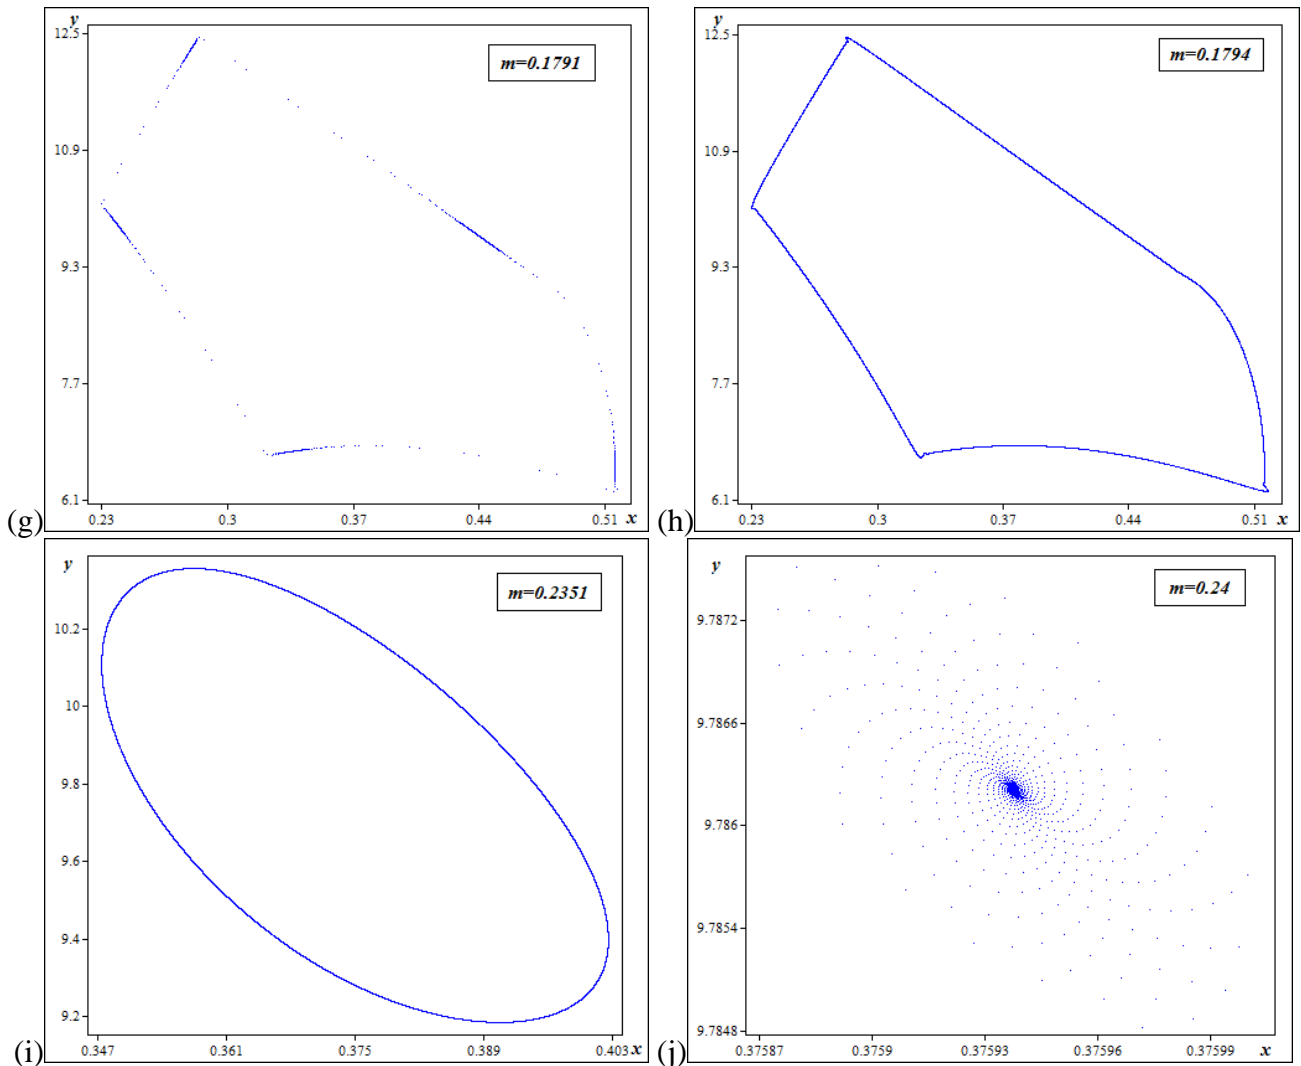 y
12.5
m=0.1791
10.9
9.3
7.7
6.1
0.23 0.3 0.37 0.44 0.51 x
(g)
y
12.5
m=0.1794
10.9
9.3
7.7
6.1
0.23 0.3 0.37 0.44 0.51 x
(h)
y
m=0.2351
10.2
10
9.8
9.6
9.4
9.2
0.347 0.361 0.375 0.389 0.403 x
(i)
y
m=0.24
9.7872
9.7866
9.786
9.7854
9.7848
0.37587 0.3759 0.37593 0.37596 0.37599 x
(j)